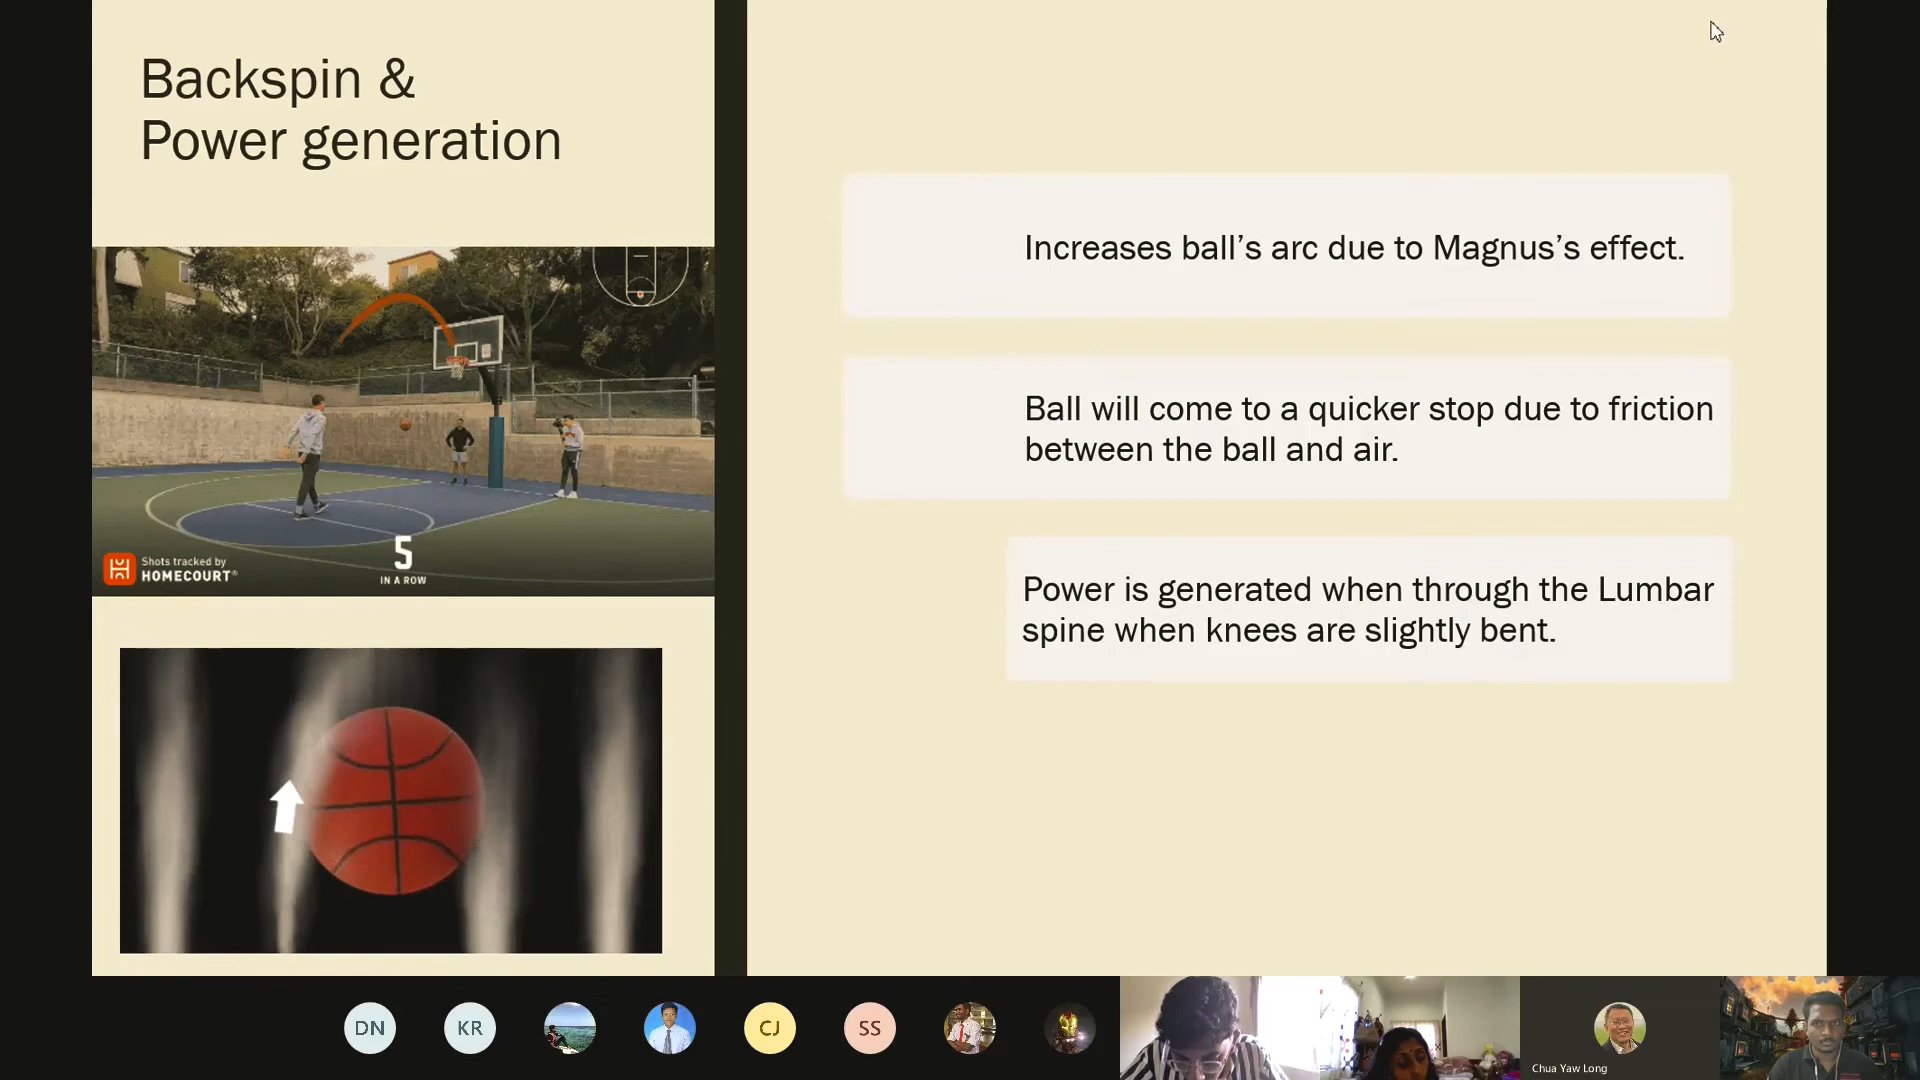 Backspin &
Power generation
Shots tracked by
HOMECOURT®
5
IN A ROW
Increases ball’s arc due to Magnus’s effect.
Ball will come to a quicker stop due to friction
between the ball and air.
Power is generated when through the Lumbar
spine when knees are slightly bent.
DN
KR
CJ
SS
Chua Yaw Long